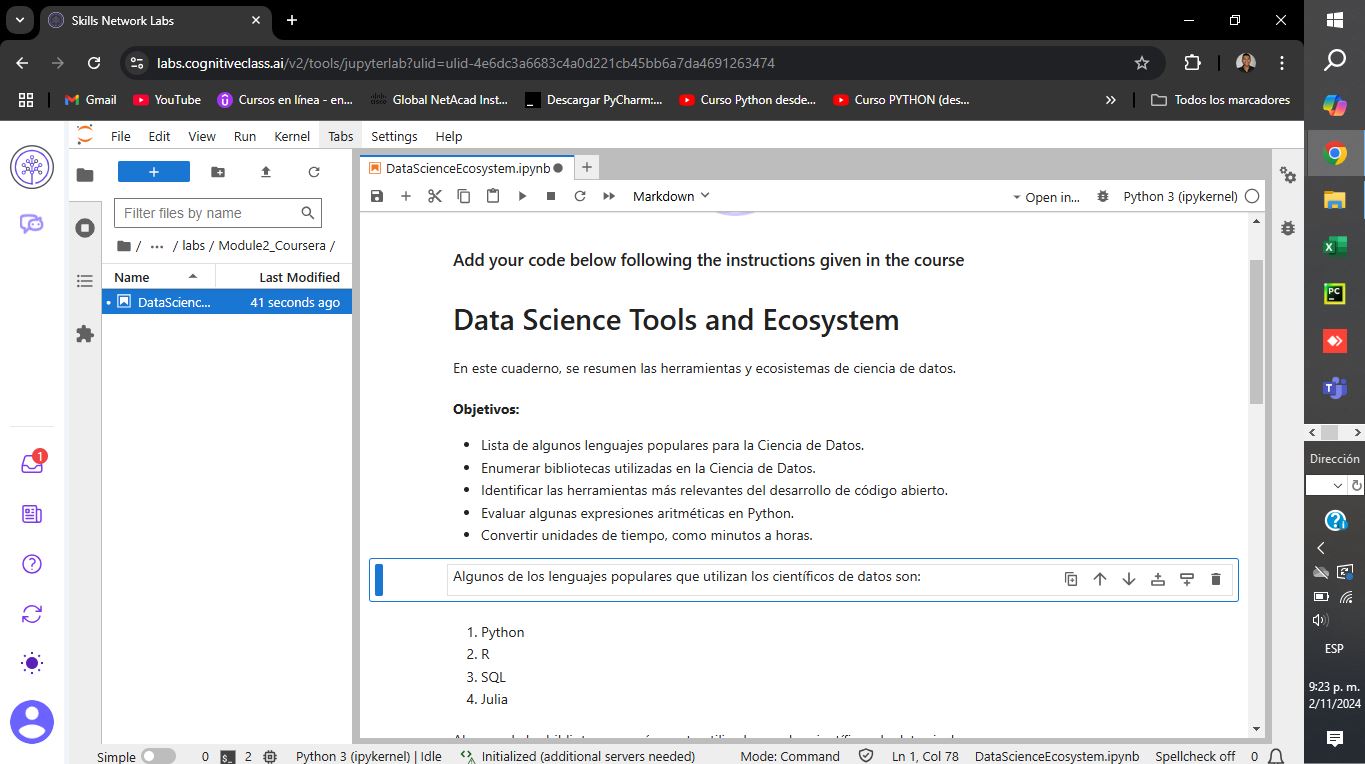 Skills Network Labs
labs.cognitiveclass.ai/v2/tools/jupyterlab?ulid=ulid-4e6dc3a6683c4a0d221cb45bb6a7da4691263474
Gmail YouTube Cursos en línea - en... Global NetAcad Inst... Descargar PyCharm:... Curso Python desde... Curso PYTHON (des... » Todos los marcadores
File Edit View Run Kernel Tabs Settings Help
DataScienceEcosystem.ipynb
Markdown Open in... Python 3 (ipykernel)
Filter files by name
/ ... / labs / Module2_Coursera /
Name Last Modified
DataScienc... 41 seconds ago
Add your code below following the instructions given in the course
Data Science Tools and Ecosystem
En este cuaderno, se resumen las herramientas y ecosistemas de ciencia de datos.
Objetivos:
• Lista de algunos lenguajes populares para la Ciencia de Datos.
• Enumerar bibliotecas utilizadas en la Ciencia de Datos.
• Identificar las herramientas más relevantes del desarrollo de código abierto.
• Evaluar algunas expresiones aritméticas en Python.
• Convertir unidades de tiempo, como minutos a horas.
Algunos de los lenguajes populares que utilizan los científicos de datos son:
1. Python
2. R
3. SQL
4. Julia
1
Simple 0 2 Python 3 (ipykernel) | Idle Initialized (additional servers needed) Mode: Command Ln 1, Col 78 DataScienceEcosystem.ipynb Spellcheck off 0
PC
T
Dirección
ESP
9:23 p. m.
2/11/2024